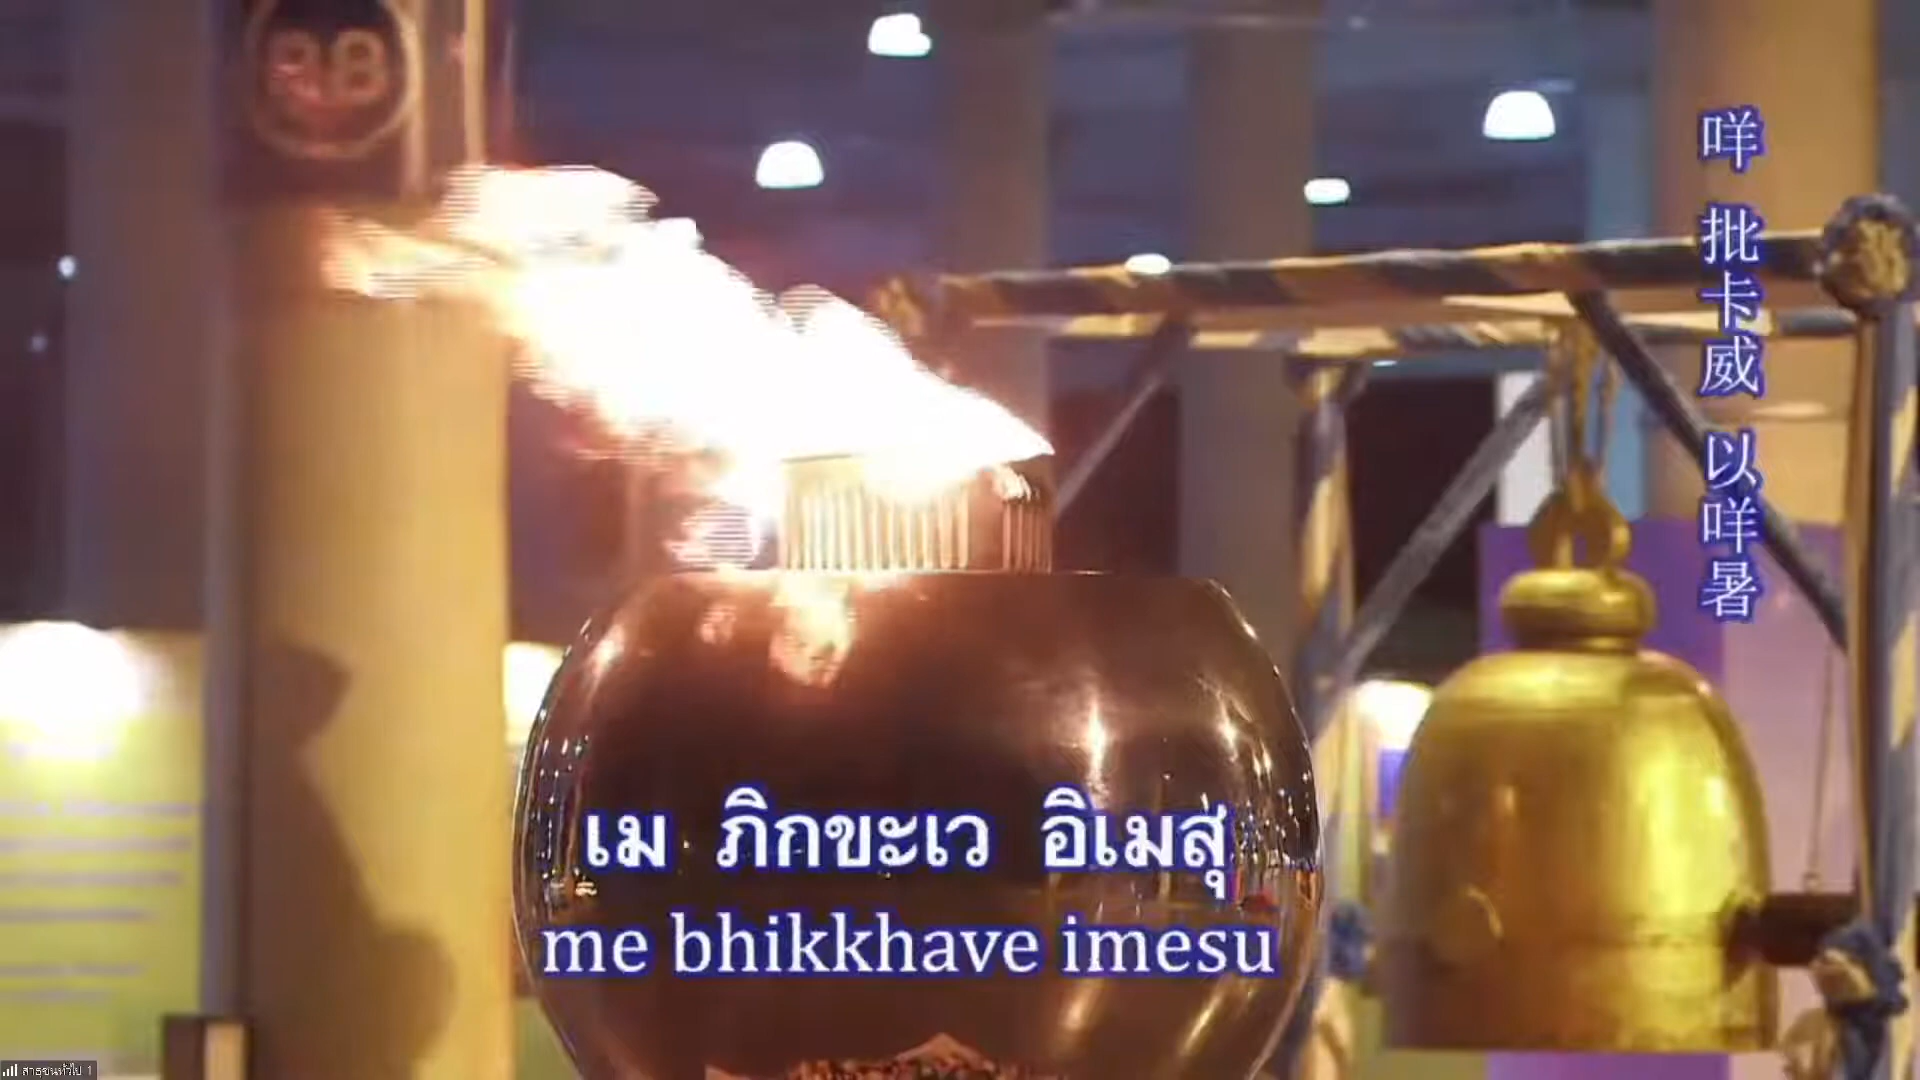 咩 批卡威 以咩暑
เม ภิกขะเว อิเมสุ
me bhikkhave imesu